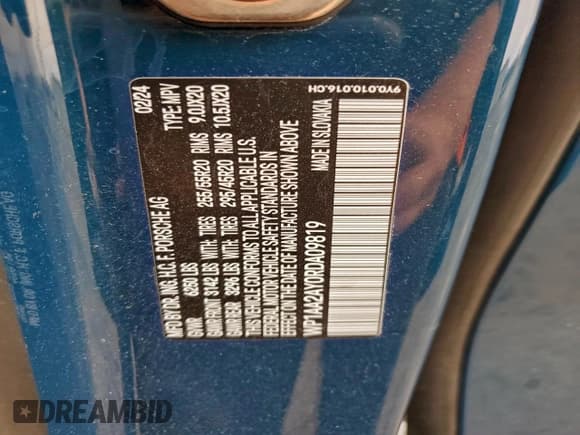 MFD BY DR. ING. H.C. F. PORSCHE AG 02/24
GVWR 6250 LBS TYPE: MPV
GAWR FRONT 3142 LBS WITH: TIRES 255/55R20 RIMS 9.0JX20
GAWR REAR 3296 LBS WITH: TIRES 295/45R20 RIMS 10.5JX20
THIS VEHICLE CONFORMS TO ALL APPLICABLE U.S.
FEDERAL MOTOR VEHICLE SAFETY STANDARDS IN
EFFECT ON THE DATE OF MANUFACTURE SHOWN ABOVE
WP1AA2AY0RDA09819 MADE IN SLOVAKIA
9Y0.010.016.CH
DREAMBID